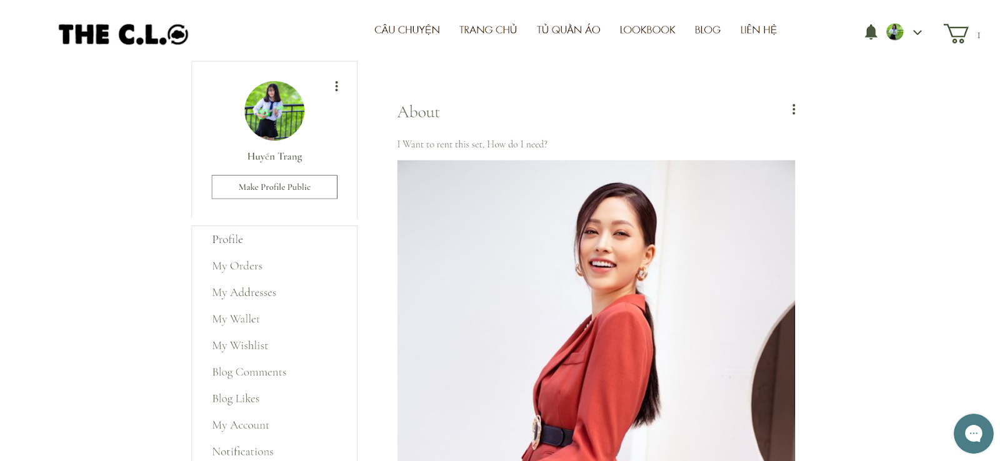 THE C.L.O
CÂU CHUYỆN
TRANG CHỦ
TỦ QUẦN ÁO
LOOKBOOK
BLOG
LIÊN HỆ
1
Huyền Trang
Make Profile Public
Profile
My Orders
My Addresses
My Wallet
My Wishlist
Blog Comments
Blog Likes
My Account
Notifications
About
I Want to rent this set, How do I need?